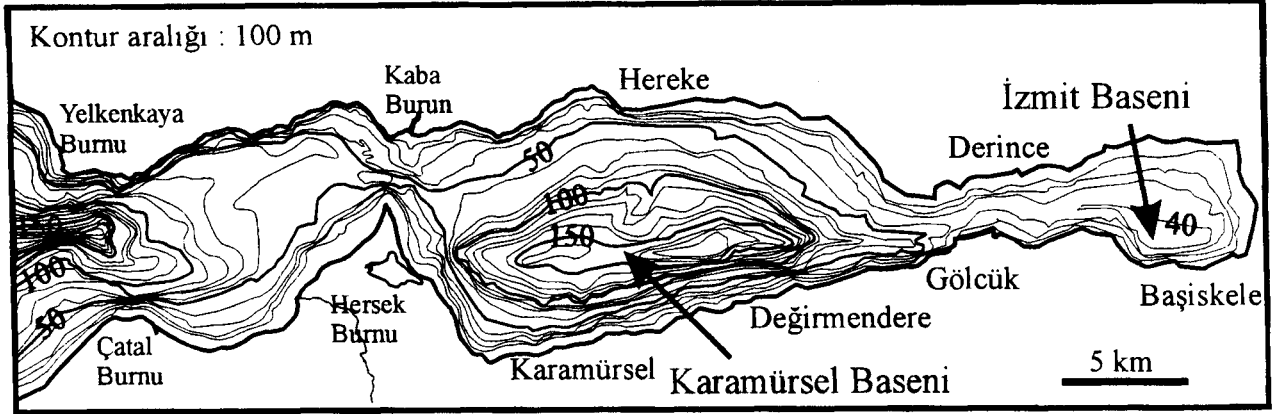 Kontur aralığı : 100 m
Kaba
Burun
Hereke
İzmit Baseni
Yelkenkaya
Burnu
Derince
50
100
150
40
100
50
Hersek
Burnu
Gölcük
Başiskele
Çatal
Burnu
Değirmendere
Karamürsel
Karamürsel Baseni
5 km